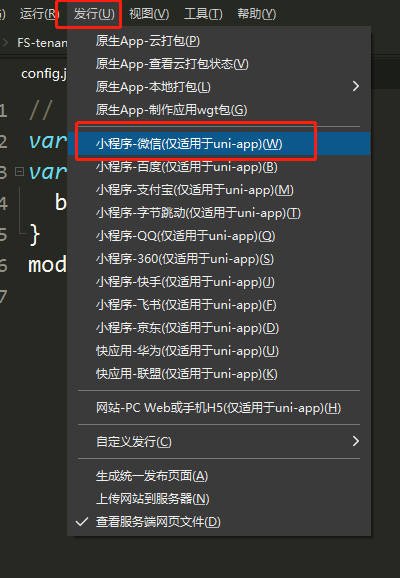 运行(R) 发行(U) 视图(V) 工具(T) 帮助(Y)
FS-tenan
原生App-云打包(P)
原生App-查看云打包状态(V)
config.j
原生App-本地打包(L)
原生App-制作应用wgt包(G)
1 //
2 var
小程序-微信(仅适用于uni-app)(W)
3 var
小程序-百度(仅适用于uni-app)(B)
小程序-支付宝(仅适用于uni-app)(M)
4 b
小程序-字节跳动(仅适用于uni-app)(T)
5 }
小程序-QQ(仅适用于uni-app)(Q)
6 mod
小程序-360(仅适用于uni-app)(S)
小程序-快手(仅适用于uni-app)(J)
7
小程序-飞书(仅适用于uni-app)(F)
小程序-京东(仅适用于uni-app)(D)
快应用-华为(仅适用于uni-app)(U)
快应用-联盟(仅适用于uni-app)(K)
网站-PC Web或手机H5(仅适用于uni-app)(H)
自定义发行(C)
生成统一发布页面(A)
上传网站到服务器(N)
查看服务端网页文件(D)